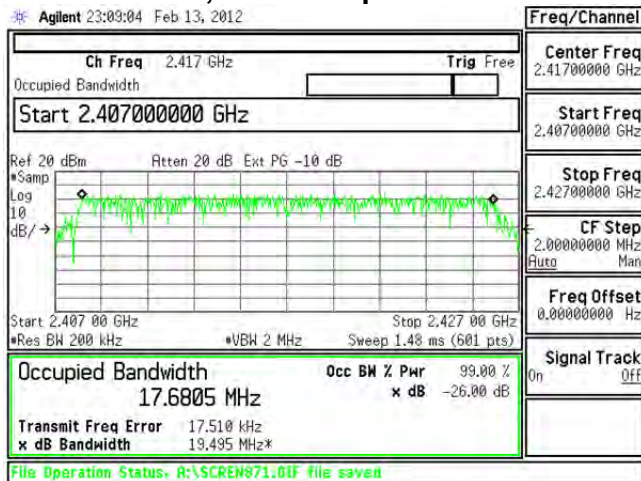 Agilent 23:09:04 Feb 13, 2012
Freq/Channel
Ch Freq 2.417 GHz Trig Free
Occupied Bandwidth
Start 2.407000000 GHz
Ref 20 dBm Atten 20 dB Ext PG -10 dB
*Samp
Log
10
dB/
Start 2.407 00 GHz Stop 2.427 00 GHz
*Res BW 200 kHz *VBW 2 MHz Sweep 1.48 ms (601 pts)
Occupied Bandwidth Occ BW % Pwr 99.00 %
17.6805 MHz x dB -26.00 dB
Transmit Freq Error 17.510 kHz
x dB Bandwidth 19.495 MHz*
File Operation Status, A:\SCREN871.GIF file saved
Center Freq
2.41700000 GHz
Start Freq
2.40700000 GHz
Stop Freq
2.42700000 GHz
CF Step
2.00000000 MHz
Auto Man
Freq Offset
0.00000000 Hz
Signal Track
On Off